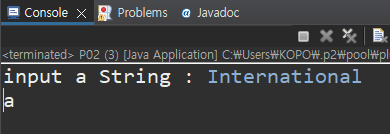 Console Problems @ Javadoc
<terminated> P02 (3) [Java Application] C:₩Users₩KOPO₩.p2₩pool₩pl
input a String : International
a